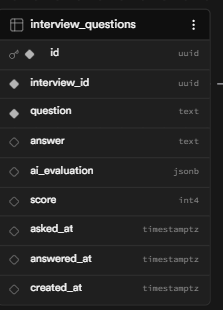 interview_questions
id uuid
interview_id uuid
question text
answer text
ai_evaluation jsonb
score int4
asked_at timestamptz
answered_at timestamptz
created_at timestamptz